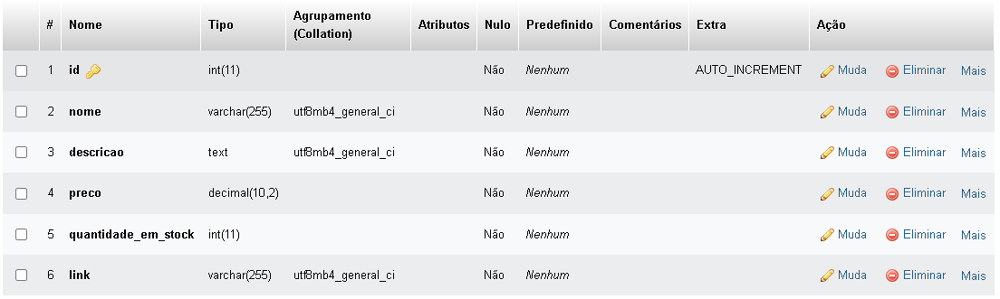 # Nome Tipo Agrupamento (Collation) Atributos Nulo Predefinido Comentários Extra Ação
1 id int(11) Não Nenhum AUTO_INCREMENT Muda Eliminar Mais
2 nome varchar(255) utf8mb4_general_ci Não Nenhum Muda Eliminar Mais
3 descricao text utf8mb4_general_ci Não Nenhum Muda Eliminar Mais
4 preco decimal(10,2) Não Nenhum Muda Eliminar Mais
5 quantidade_em_stock int(11) Não Nenhum Muda Eliminar Mais
6 link varchar(255) utf8mb4_general_ci Não Nenhum Muda Eliminar Mais